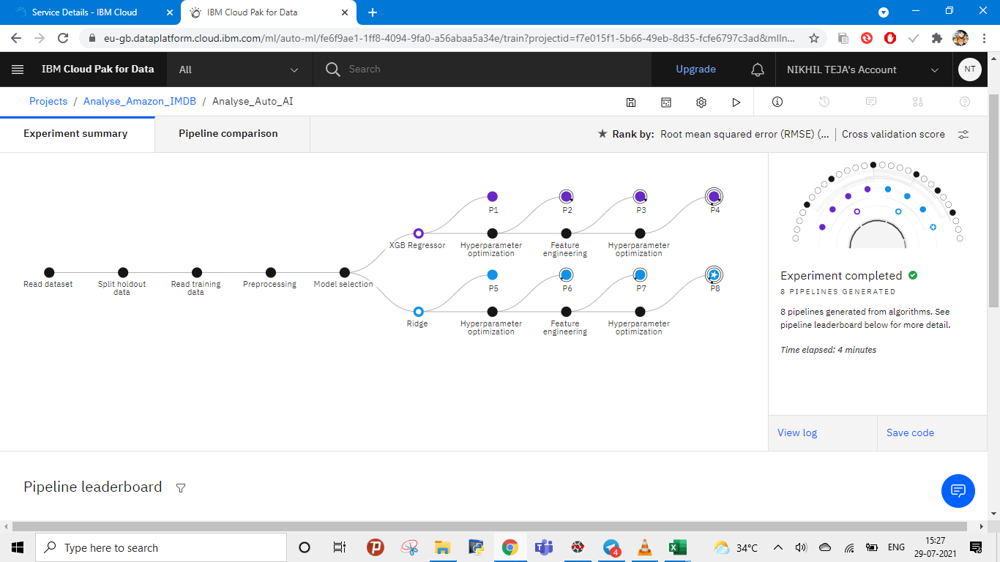 Service Details - IBM Cloud
IBM Cloud Pak for Data
eu-gb.dataplatform.cloud.ibm.com/ml/auto-ml/fe6f9ae1-1ff8-4094-9fa0-a56abaa5a34e/train?projectid=f7e015f1-5b66-49eb-8d35-fcfe6797c3ad&mlIn...
IBM Cloud Pak for Data
All
Search
Upgrade
NIKHIL TEJA's Account
NT
Projects / Analyse_Amazon_IMDB / Analyse_Auto_AI
Experiment summary
Pipeline comparison
Rank by: Root mean squared error (RMSE) (... | Cross validation score
P1
P2
P3
P4
XGB Regressor
Hyperparameter
optimization
Feature
engineering
Hyperparameter
optimization
Read dataset
Split holdout
data
Read training
data
Preprocessing
Model selection
P5
P6
P7
P8
Ridge
Hyperparameter
optimization
Feature
engineering
Hyperparameter
optimization
Experiment completed
8 PIPELINES GENERATED
8 pipelines generated from algorithms. See
pipeline leaderboard below for more detail.
Time elapsed: 4 minutes
View log
Save code
Pipeline leaderboard
Type here to search
4
34°C
ENG
15:27
29-07-2021